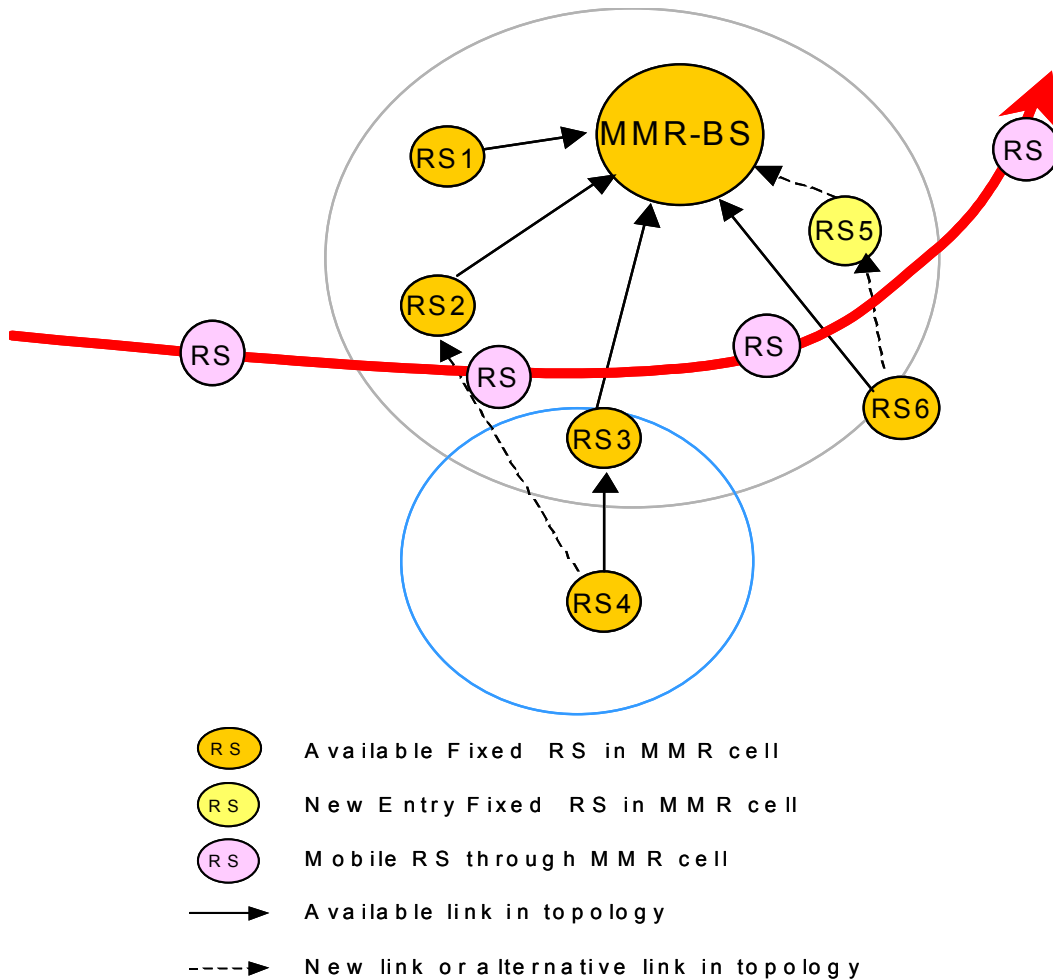 MMR-BS
RS1
RS
RS5
RS2
RS
RS
RS
RS6
RS3
RS4
RS Available Fixed RS in MMR cell
RS New Entry Fixed RS in MMR cell
RS Mobile RS through MMR cell
Available link in topology
New link or alternative link in topology